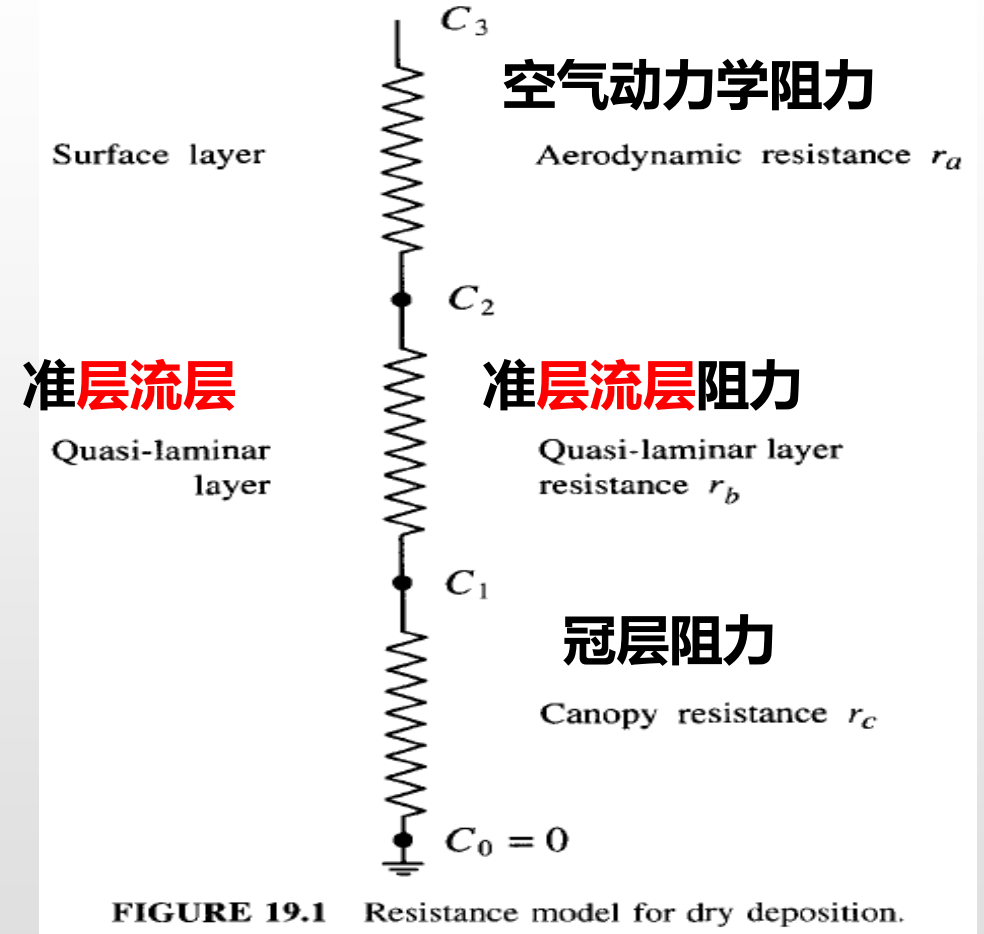 C3
空气动力学阻力
Surface layer
Aerodynamic resistance ra
C2
准层流层
准层流层阻力
Quasi-laminar
layer
Quasi-laminar layer
resistance rb
C1
冠层阻力
Canopy resistance rc
C0 = 0
FIGURE 19.1 Resistance model for dry deposition.